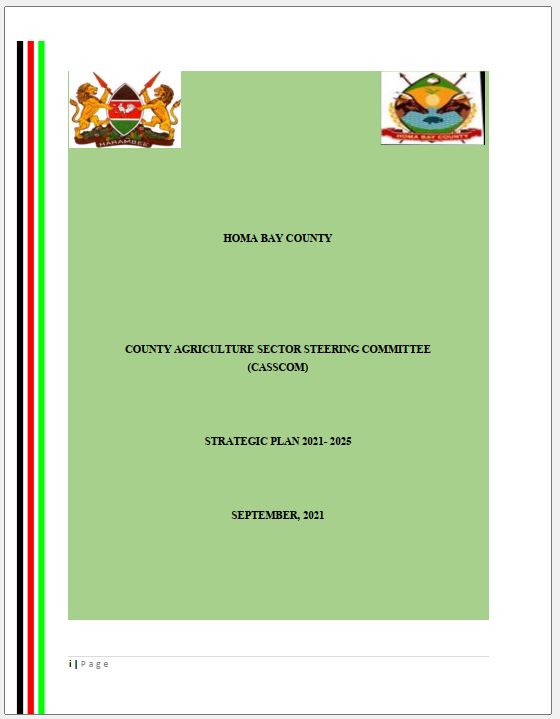 HARAMBEE
HOMA BAY COUNTY
HOMA BAY COUNTY
COUNTY AGRICULTURE SECTOR STEERING COMMITTEE
(CASSCOM)
STRATEGIC PLAN 2021- 2025
SEPTEMBER, 2021
i | Page